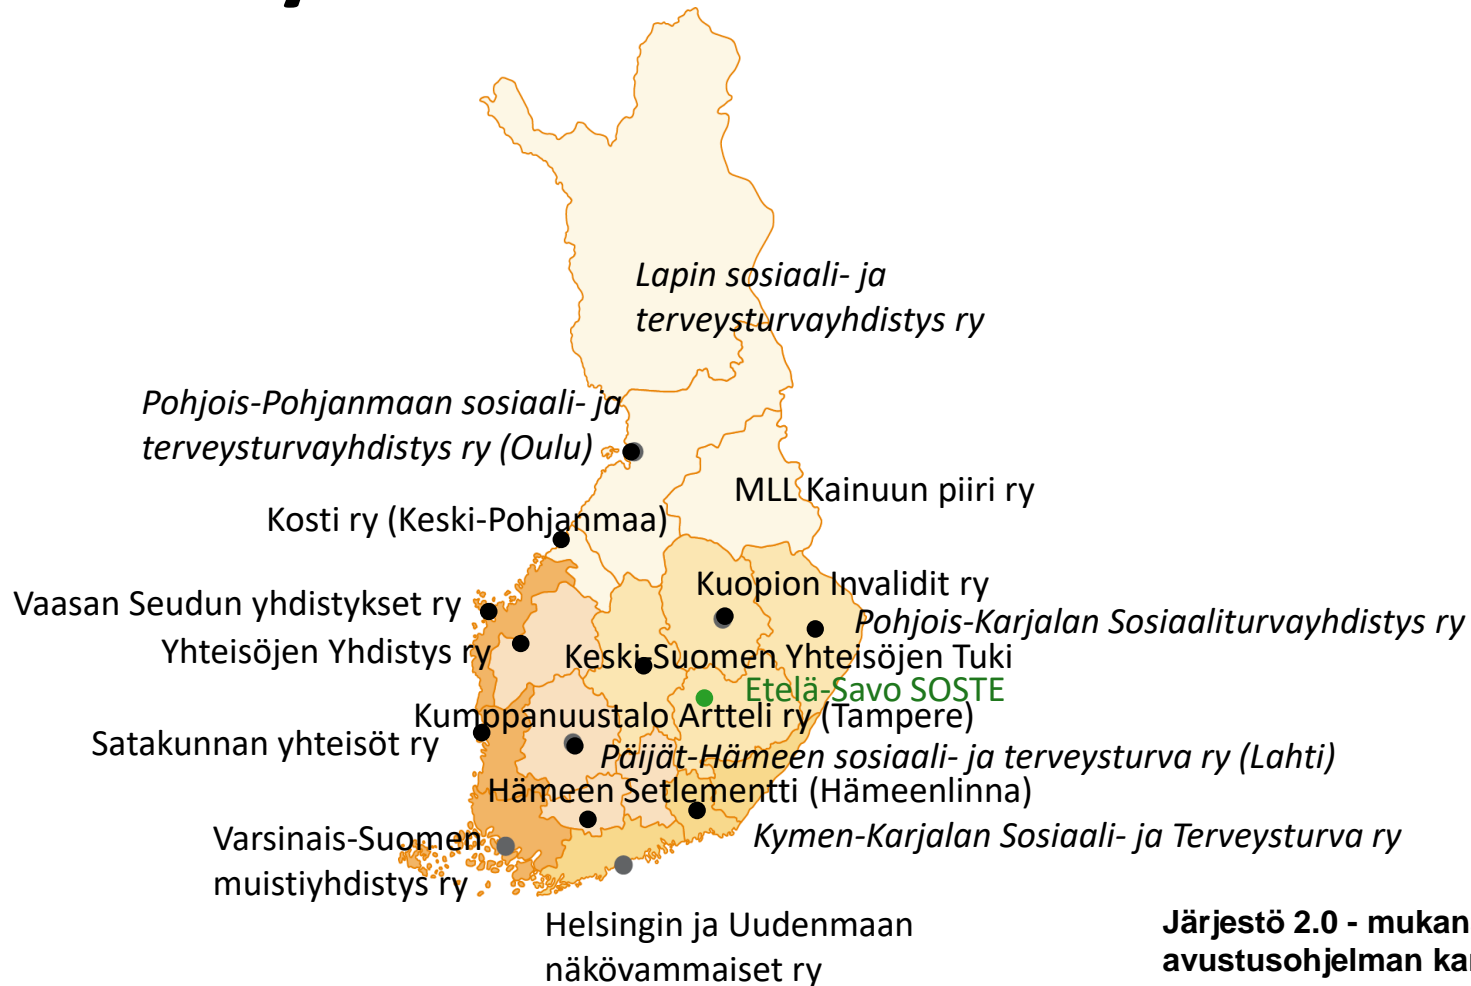 Lapin sosiaali- ja
terveysturvayhdistys ry
Pohjois-Pohjanmaan sosiaali- ja
terveysturvayhdistys ry (Oulu)
MLL Kainuun piiri ry
Kosti ry (Keski-Pohjanmaa)
Kuopion Invalidit ry
Vaasan Seudun yhdistykset ry
Pohjois-Karjalan Sosiaaliturvayhdistys ry
Yhteisöjen Yhdistys ry
Keski-Suomen Yhteisöjen Tuki
Etelä-Savo SOSTE
Kumppanuustalo Artteli ry (Tampere)
Satakunnan yhteisöt ry
Päijät-Hämeen sosiaali- ja terveysturva ry (Lahti)
Hämeen Setlementti (Hämeenlinna)
Kymen-Karjalan Sosiaali- ja Terveysturva ry
Varsinais-Suomen
muistiyhdistys ry
Helsingin ja Uudenmaan
näkövammaiset ry
Järjestö 2.0 - mukan
avustusohjelman kar